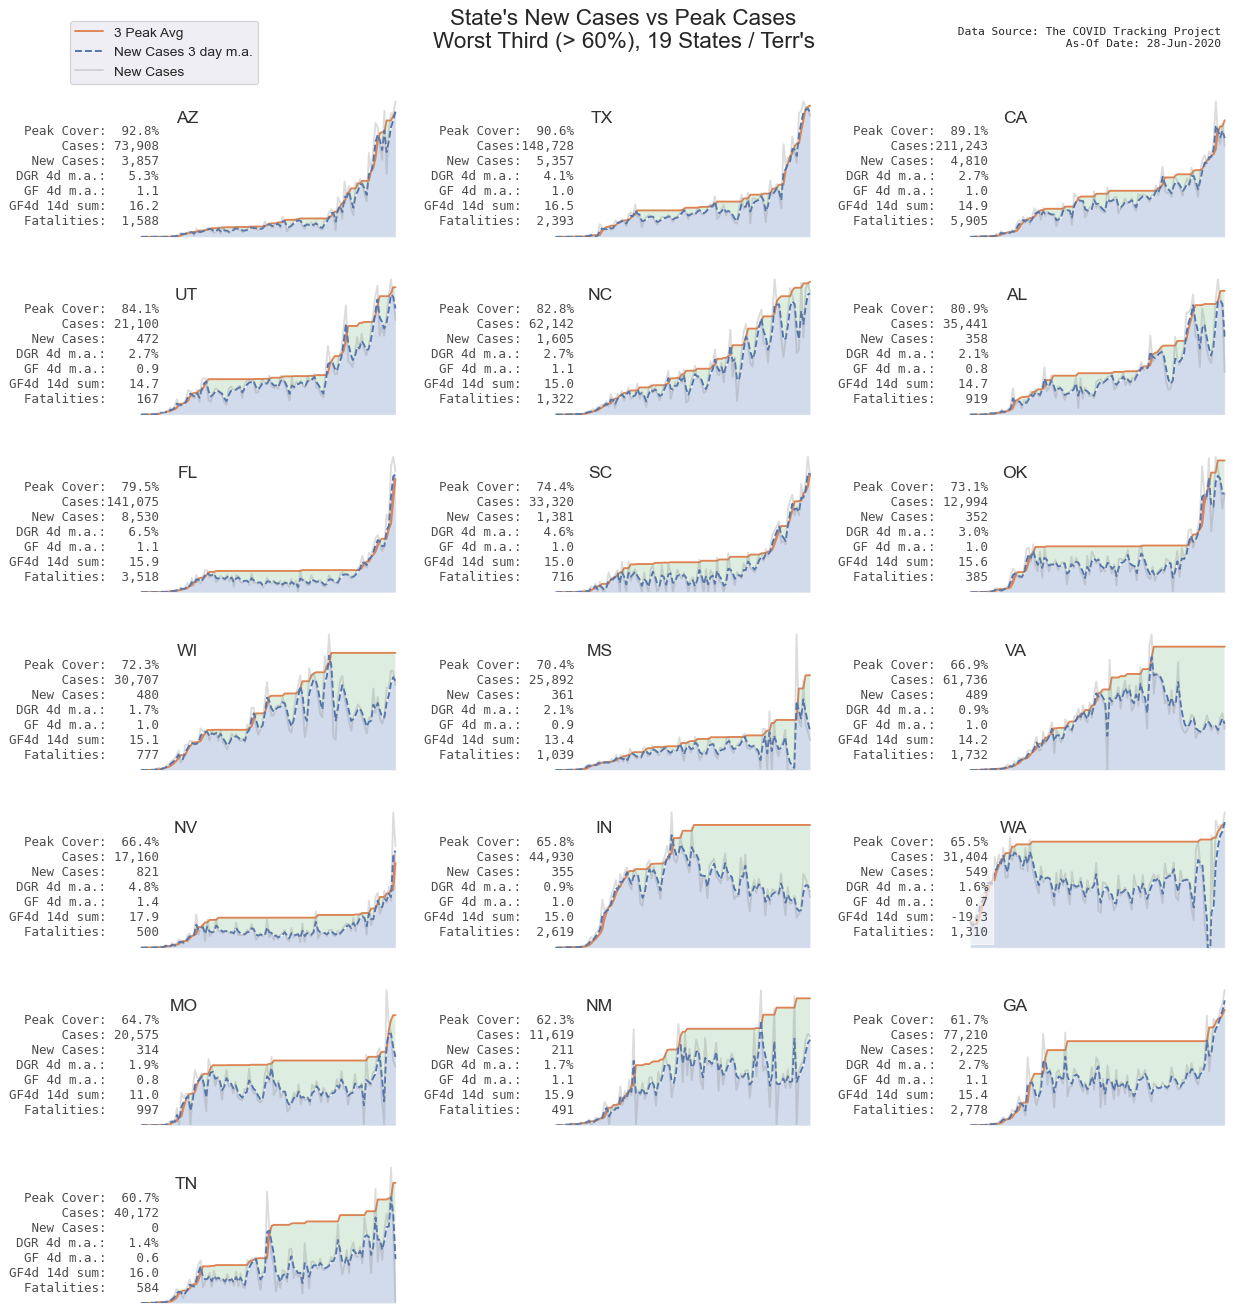 State's New Cases vs Peak Cases
Worst Third (> 60%), 19 States / Terr's
3 Peak Avg
New Cases 3 day m.a.
New Cases
Data Source: The COVID Tracking Project
As-Of Date: 28-Jun-2020
AZ
Peak Cover: 92.8%
Cases: 73,908
New Cases: 3,857
DGR 4d m.a.: 5.3%
GF 4d m.a.: 1.1
GF4d 14d sum: 16.2
Fatalities: 1,588
TX
Peak Cover: 90.6%
Cases:148,728
New Cases: 5,357
DGR 4d m.a.: 4.1%
GF 4d m.a.: 1.0
GF4d 14d sum: 16.5
Fatalities: 2,393
CA
Peak Cover: 89.1%
Cases:211,243
New Cases: 4,810
DGR 4d m.a.: 2.7%
GF 4d m.a.: 1.0
GF4d 14d sum: 14.9
Fatalities: 5,905
UT
Peak Cover: 84.1%
Cases: 21,100
New Cases: 472
DGR 4d m.a.: 2.7%
GF 4d m.a.: 0.9
GF4d 14d sum: 14.7
Fatalities: 167
NC
Peak Cover: 82.8%
Cases: 62,142
New Cases: 1,605
DGR 4d m.a.: 2.7%
GF 4d m.a.: 1.1
GF4d 14d sum: 15.0
Fatalities: 1,322
AL
Peak Cover: 80.9%
Cases: 35,441
New Cases: 358
DGR 4d m.a.: 2.1%
GF 4d m.a.: 0.8
GF4d 14d sum: 14.7
Fatalities: 919
FL
Peak Cover: 79.5%
Cases:141,075
New Cases: 8,530
DGR 4d m.a.: 6.5%
GF 4d m.a.: 1.1
GF4d 14d sum: 15.9
Fatalities: 3,518
SC
Peak Cover: 74.4%
Cases: 33,320
New Cases: 1,381
DGR 4d m.a.: 4.6%
GF 4d m.a.: 1.0
GF4d 14d sum: 15.0
Fatalities: 716
OK
Peak Cover: 73.1%
Cases: 12,994
New Cases: 352
DGR 4d m.a.: 3.0%
GF 4d m.a.: 1.0
GF4d 14d sum: 15.6
Fatalities: 385
WI
Peak Cover: 72.3%
Cases: 30,707
New Cases: 480
DGR 4d m.a.: 1.7%
GF 4d m.a.: 1.0
GF4d 14d sum: 15.1
Fatalities: 777
MS
Peak Cover: 70.4%
Cases: 25,892
New Cases: 361
DGR 4d m.a.: 2.1%
GF 4d m.a.: 0.9
GF4d 14d sum: 13.4
Fatalities: 1,039
VA
Peak Cover: 66.9%
Cases: 61,736
New Cases: 489
DGR 4d m.a.: 0.9%
GF 4d m.a.: 1.0
GF4d 14d sum: 14.2
Fatalities: 1,732
NV
Peak Cover: 66.4%
Cases: 17,160
New Cases: 821
DGR 4d m.a.: 4.8%
GF 4d m.a.: 1.4
GF4d 14d sum: 17.9
Fatalities: 500
IN
Peak Cover: 65.8%
Cases: 44,930
New Cases: 355
DGR 4d m.a.: 0.9%
GF 4d m.a.: 1.0
GF4d 14d sum: 15.0
Fatalities: 2,619
WA
Peak Cover: 65.5%
Cases: 31,404
New Cases: 549
DGR 4d m.a.: 1.6%
GF 4d m.a.: 0.7
GF4d 14d sum: -19.3
Fatalities: 1,310
MO
Peak Cover: 64.7%
Cases: 20,575
New Cases: 314
DGR 4d m.a.: 1.9%
GF 4d m.a.: 0.8
GF4d 14d sum: 11.0
Fatalities: 997
NM
Peak Cover: 62.3%
Cases: 11,619
New Cases: 211
DGR 4d m.a.: 1.7%
GF 4d m.a.: 1.1
GF4d 14d sum: 15.9
Fatalities: 491
GA
Peak Cover: 61.7%
Cases: 77,210
New Cases: 2,225
DGR 4d m.a.: 2.7%
GF 4d m.a.: 1.1
GF4d 14d sum: 15.4
Fatalities: 2,778
TN
Peak Cover: 60.7%
Cases: 40,172
New Cases: 0
DGR 4d m.a.: 1.4%
GF 4d m.a.: 0.6
GF4d 14d sum: 16.0
Fatalities: 584